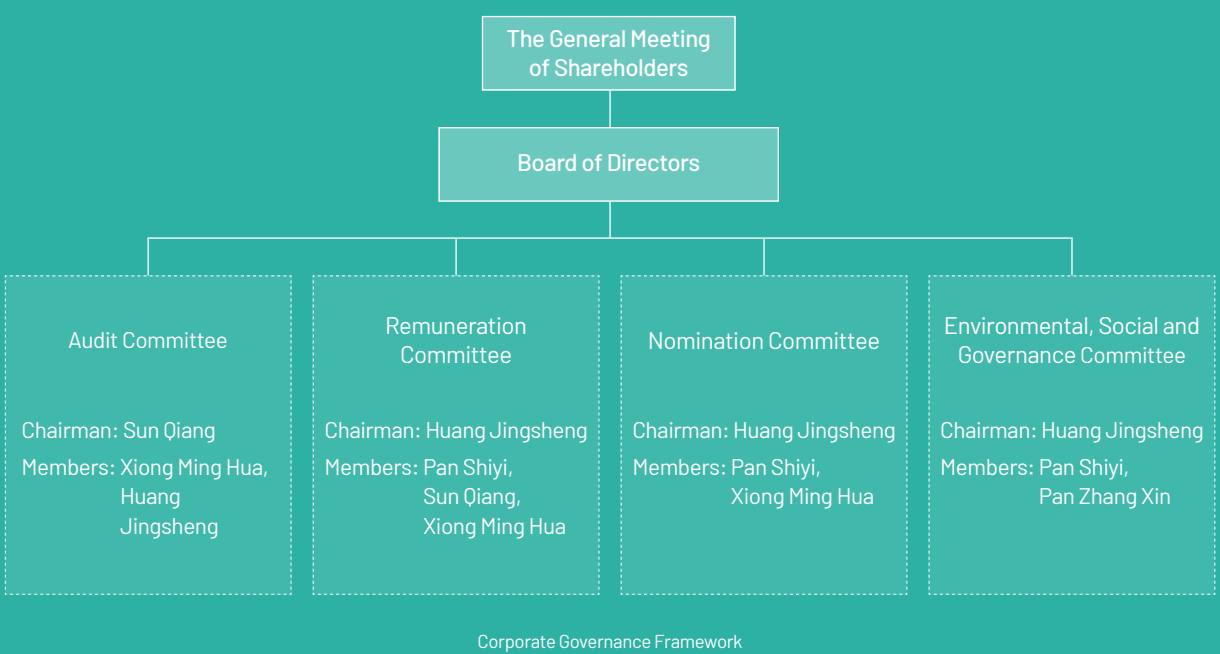 The General Meeting
of Shareholders
Board of Directors
Audit Committee
Chairman: Sun Qiang
Members: Xiong Ming Hua,
Huang
Jingsheng
Remuneration
Committee
Chairman: Huang Jingsheng
Members: Pan Shiyi,
Sun Qiang,
Xiong Ming Hua
Nomination Committee
Chairman: Huang Jingsheng
Members: Pan Shiyi,
Xiong Ming Hua
Environmental, Social and
Governance Committee
Chairman: Huang Jingsheng
Members: Pan Shiyi,
Pan Zhang Xin
Corporate Governance Framework